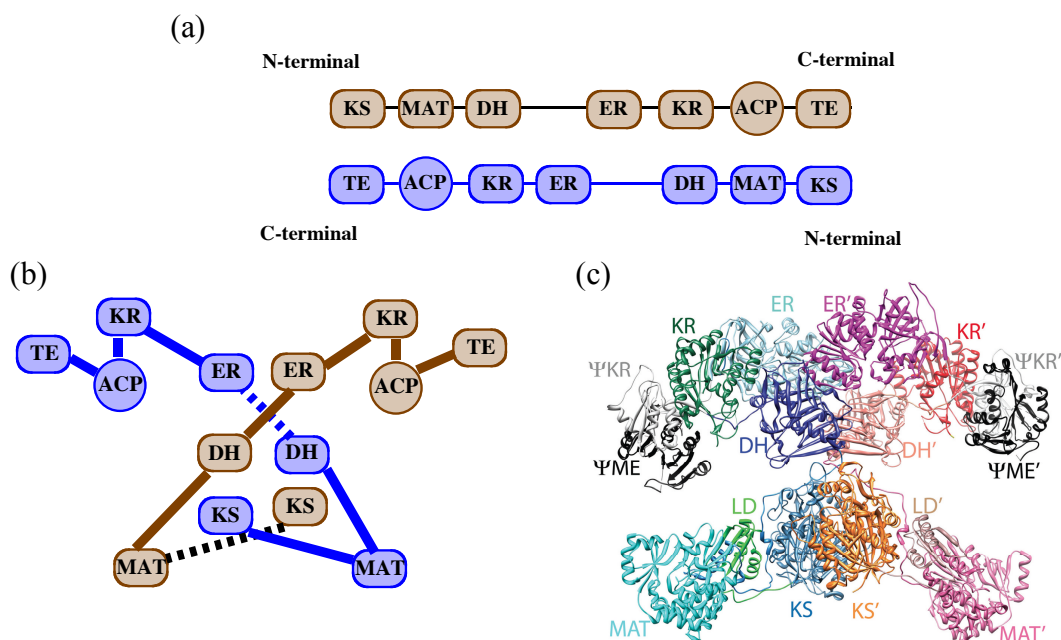 (a)
N-terminal
C-terminal
KS MAT DH ER KR ACP TE
TE ACP KR ER DH MAT KS
C-terminal
N-terminal
(b)
KR
KR
TE
TE
ER
ER
ACP
ACP
DH
DH
KS
KS
MAT
MAT
(c)
ER ER'
KR
KR'
ΨKR
ΨKR'
DH
DH'
ΨME
ΨME'
LD
LD'
KS KS'
MAT
MAT'